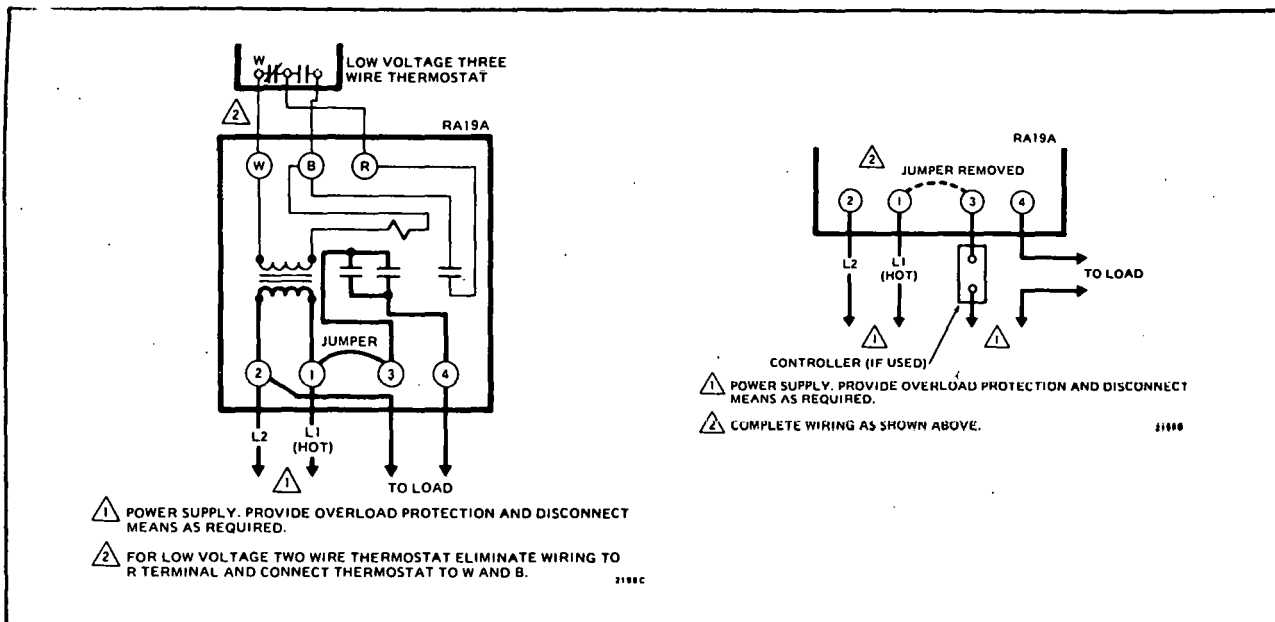 W
LOW VOLTAGE THREE
WIRE THERMOSTAT
2
RA19A
W B R
JUMPER
2 1 3 4
L2
L1
(HOT)
1
TO LOAD
1 POWER SUPPLY. PROVIDE OVERLOAD PROTECTION AND DISCONNECT
MEANS AS REQUIRED.
2 FOR LOW VOLTAGE TWO WIRE THERMOSTAT ELIMINATE WIRING TO
R TERMINAL AND CONNECT THERMOSTAT TO W AND B.
2198C
RA19A
2
JUMPER REMOVED
2 1 3 4
L2
L1
(HOT)
TO LOAD
1 1
CONTROLLER (IF USED)
1 POWER SUPPLY. PROVIDE OVERLOAD PROTECTION AND DISCONNECT
MEANS AS REQUIRED.
2 COMPLETE WIRING AS SHOWN ABOVE.